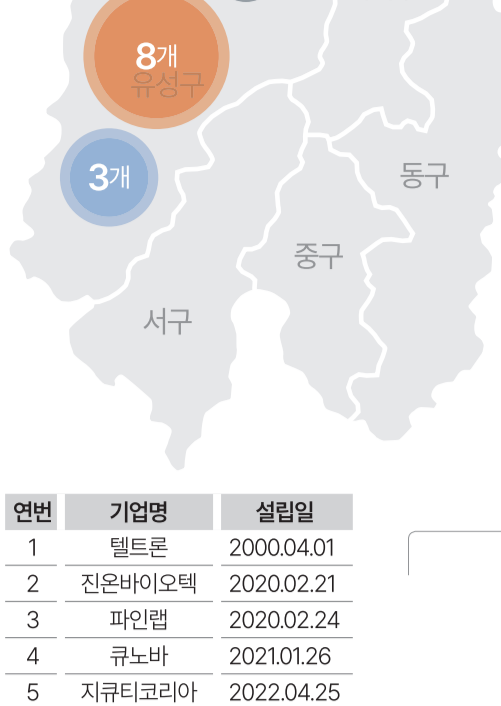 8개
유성구
3개
동구
중구
서구
연번 기업명 설립일
1 텔트론 2000.04.01
2 진온바이오텍 2020.02.21
3 파인랩 2020.02.24
4 큐노바 2021.01.26
5 지큐티코리아 2022.04.25